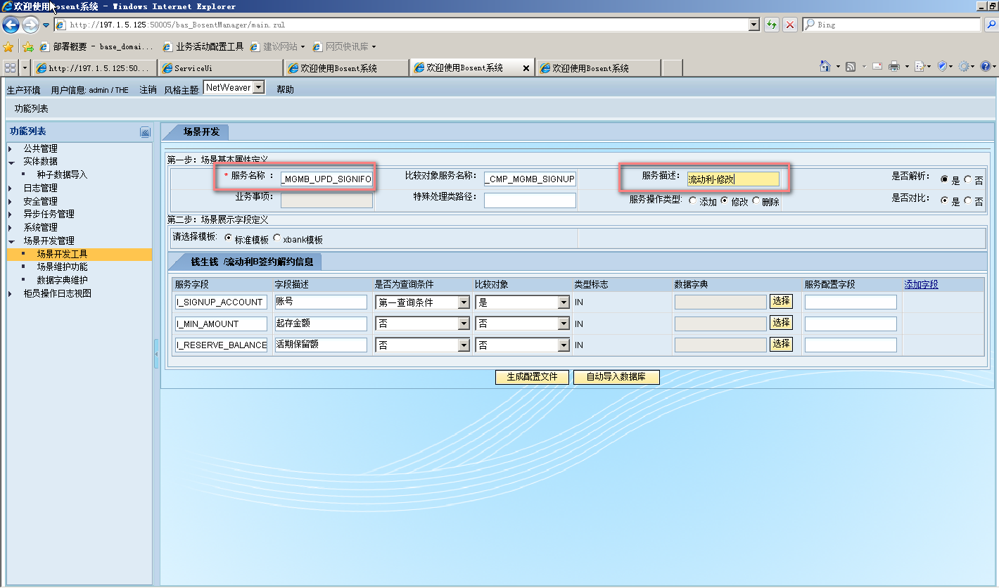 欢迎使用Bosent系统 - Windows Internet Explorer
http://197.1.5.125:50005/bas_BosentManager/main.zul
Bing
部署概要 - base_domai... 业务活动配置工具 建议网站 网页快讯库
http://197.1.5.125:50... ServiceUi 欢迎使用Bosent系统 欢迎使用Bosent系统 欢迎使用Bosent系统
生产环境 用户信息: admin / THE 注销 风格主题: NetWeaver 帮助
功能列表
功能列表
公共管理
实体数据
种子数据导入
日志管理
安全管理
异步任务管理
系统管理
场景开发管理
场景开发工具
场景维护功能
数据字典维护
柜员操作日志视图
场景开发
第一步: 场景基本属性定义
* 服务名称 : _MGMB_UPD_SIGNIFO 比较对象服务名称: _CMP_MGMB_SIGNUP 服务描述: 流动利-修改 是否解析: 是 否
业务事项: 特殊处理类路径: 服务操作类型: 添加 修改 删除 是否对比: 是 否
第二步: 场景展示字段定义
请选择模板: 标准模板 xbank模板
钱生钱 /流动利B签约解约信息
服务字段 字段描述 是否为查询条件 比较对象 类型标志 数据字典 服务配置字段 添加字段
I_SIGNUP_ACCOUNT 账号 第一查询条件 是 IN 选择
I_MIN_AMOUNT 起存金额 否 否 IN 选择
I_RESERVE_BALANCE 活期保留额 否 否 IN 选择
生成配置文件 自动导入数据库